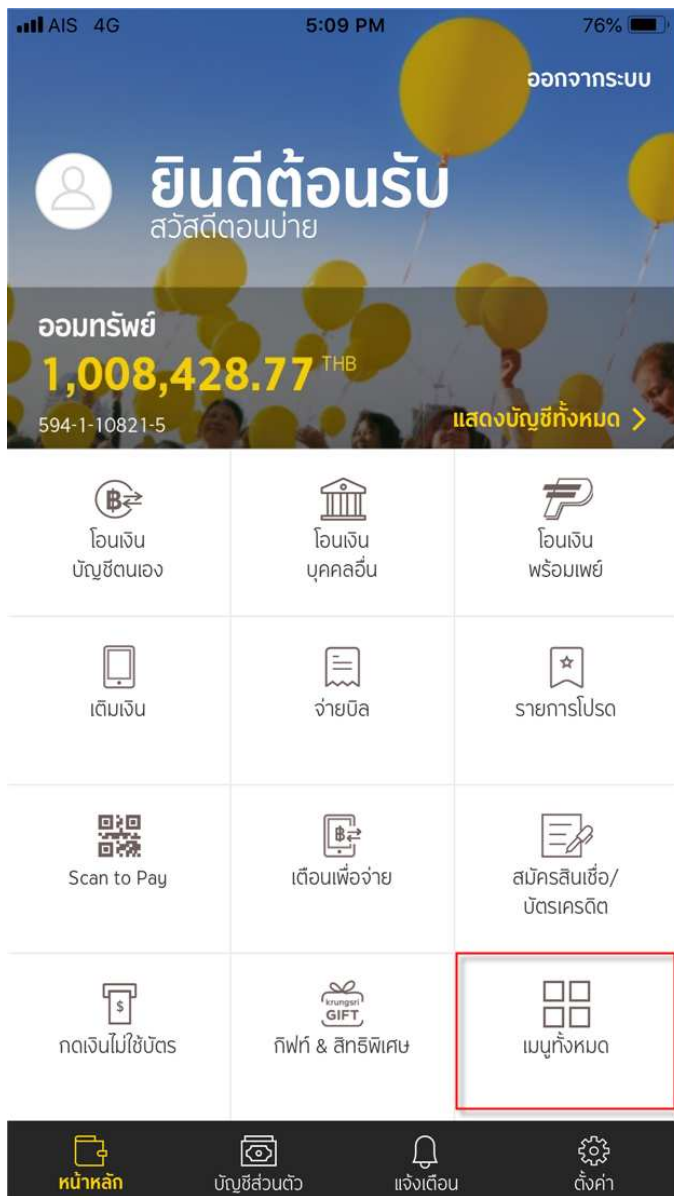 AIS 4G 5:09 PM 76%
ออกจากระบบ
ยินดีต้อนรับ
สวัสดีตอนบ่าย
ออมทรัพย์
1,008,428.77 THB
594-1-10821-5 แสดงบัญชีทั้งหมด >
โอนเงิน
บัญชีตนเอง
โอนเงิน
บุคคลอื่น
โอนเงิน
พร้อมเพย์
เติมเงิน
จ่ายบิล
รายการโปรด
Scan to Pay
เตือนเพื่อจ่าย
สมัครสินเชื่อ/
บัตรเครดิต
กดเงินไม่ใช้บัตร
krungsri
GIFT
กิฟท์ & สิทธิพิเศษ
เมนูทั้งหมด
หน้าหลัก บัญชีส่วนตัว แจ้งเตือน ตั้งค่า